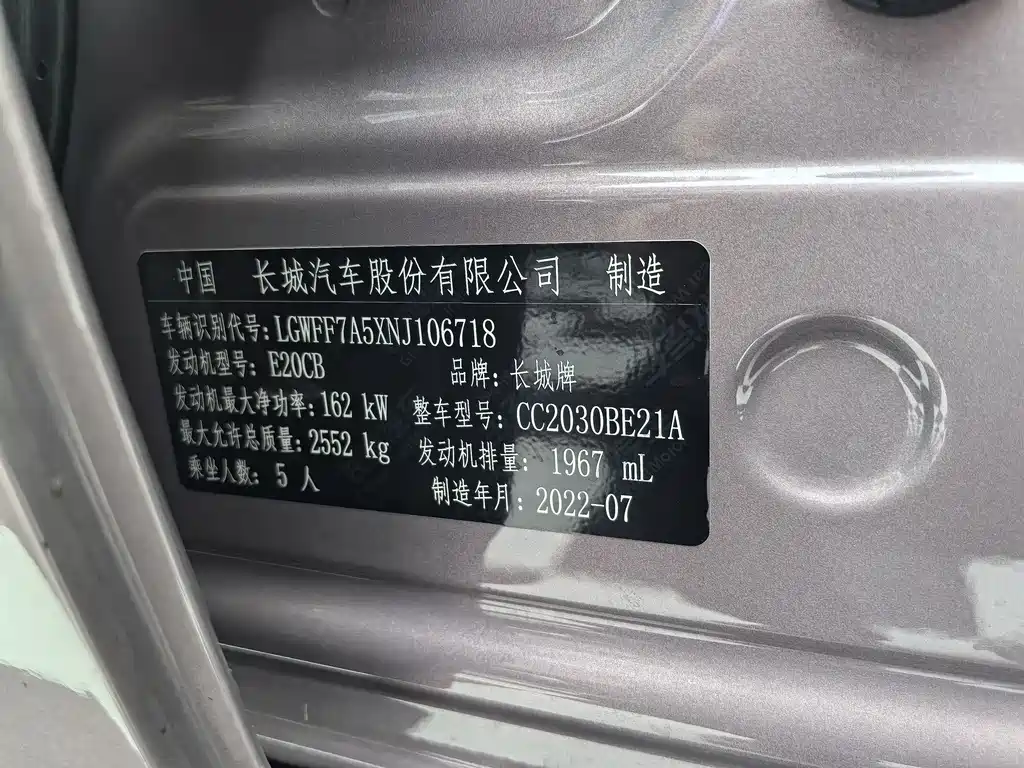 中国 长城汽车股份有限公司 制造
车辆识别代号: LGWFF7A5XNJ106718
发动机型号: E20CB 品牌: 长城牌
发动机最大净功率: 162 kW 整车型号: CC2030BE21A
最大允许总质量: 2552 kg 发动机排量: 1967 mL
乘坐人数: 5 人 制造年月: 2022-07